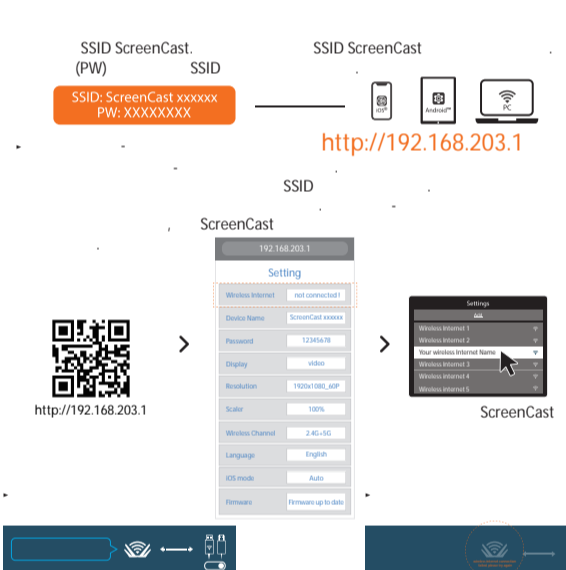 SSID ScreenCast.
(PW) SSID
SSID ScreenCast
SSID: ScreenCast xxxxxx
PW: XXXXXXXX
iOS®
Android™
PC
http://192.168.203.1
SSID
ScreenCast
192.168.203.1
Setting
Wireless Internet not connected !
Device Name ScreenCast xxxxxx
Password 12345678
Display video
Resolution 1920x1080_60P
Scaler 100%
Wireless Channel 2.4G+5G
Language English
iOS mode Auto
Firmware Firmware up to date
http://192.168.203.1
Settings
Wireless Internet 1
Wireless Internet 2
Your wireless Internet Name
Wireless Internet 3
Wireless Internet 4
Wireless Internet 5
ScreenCast